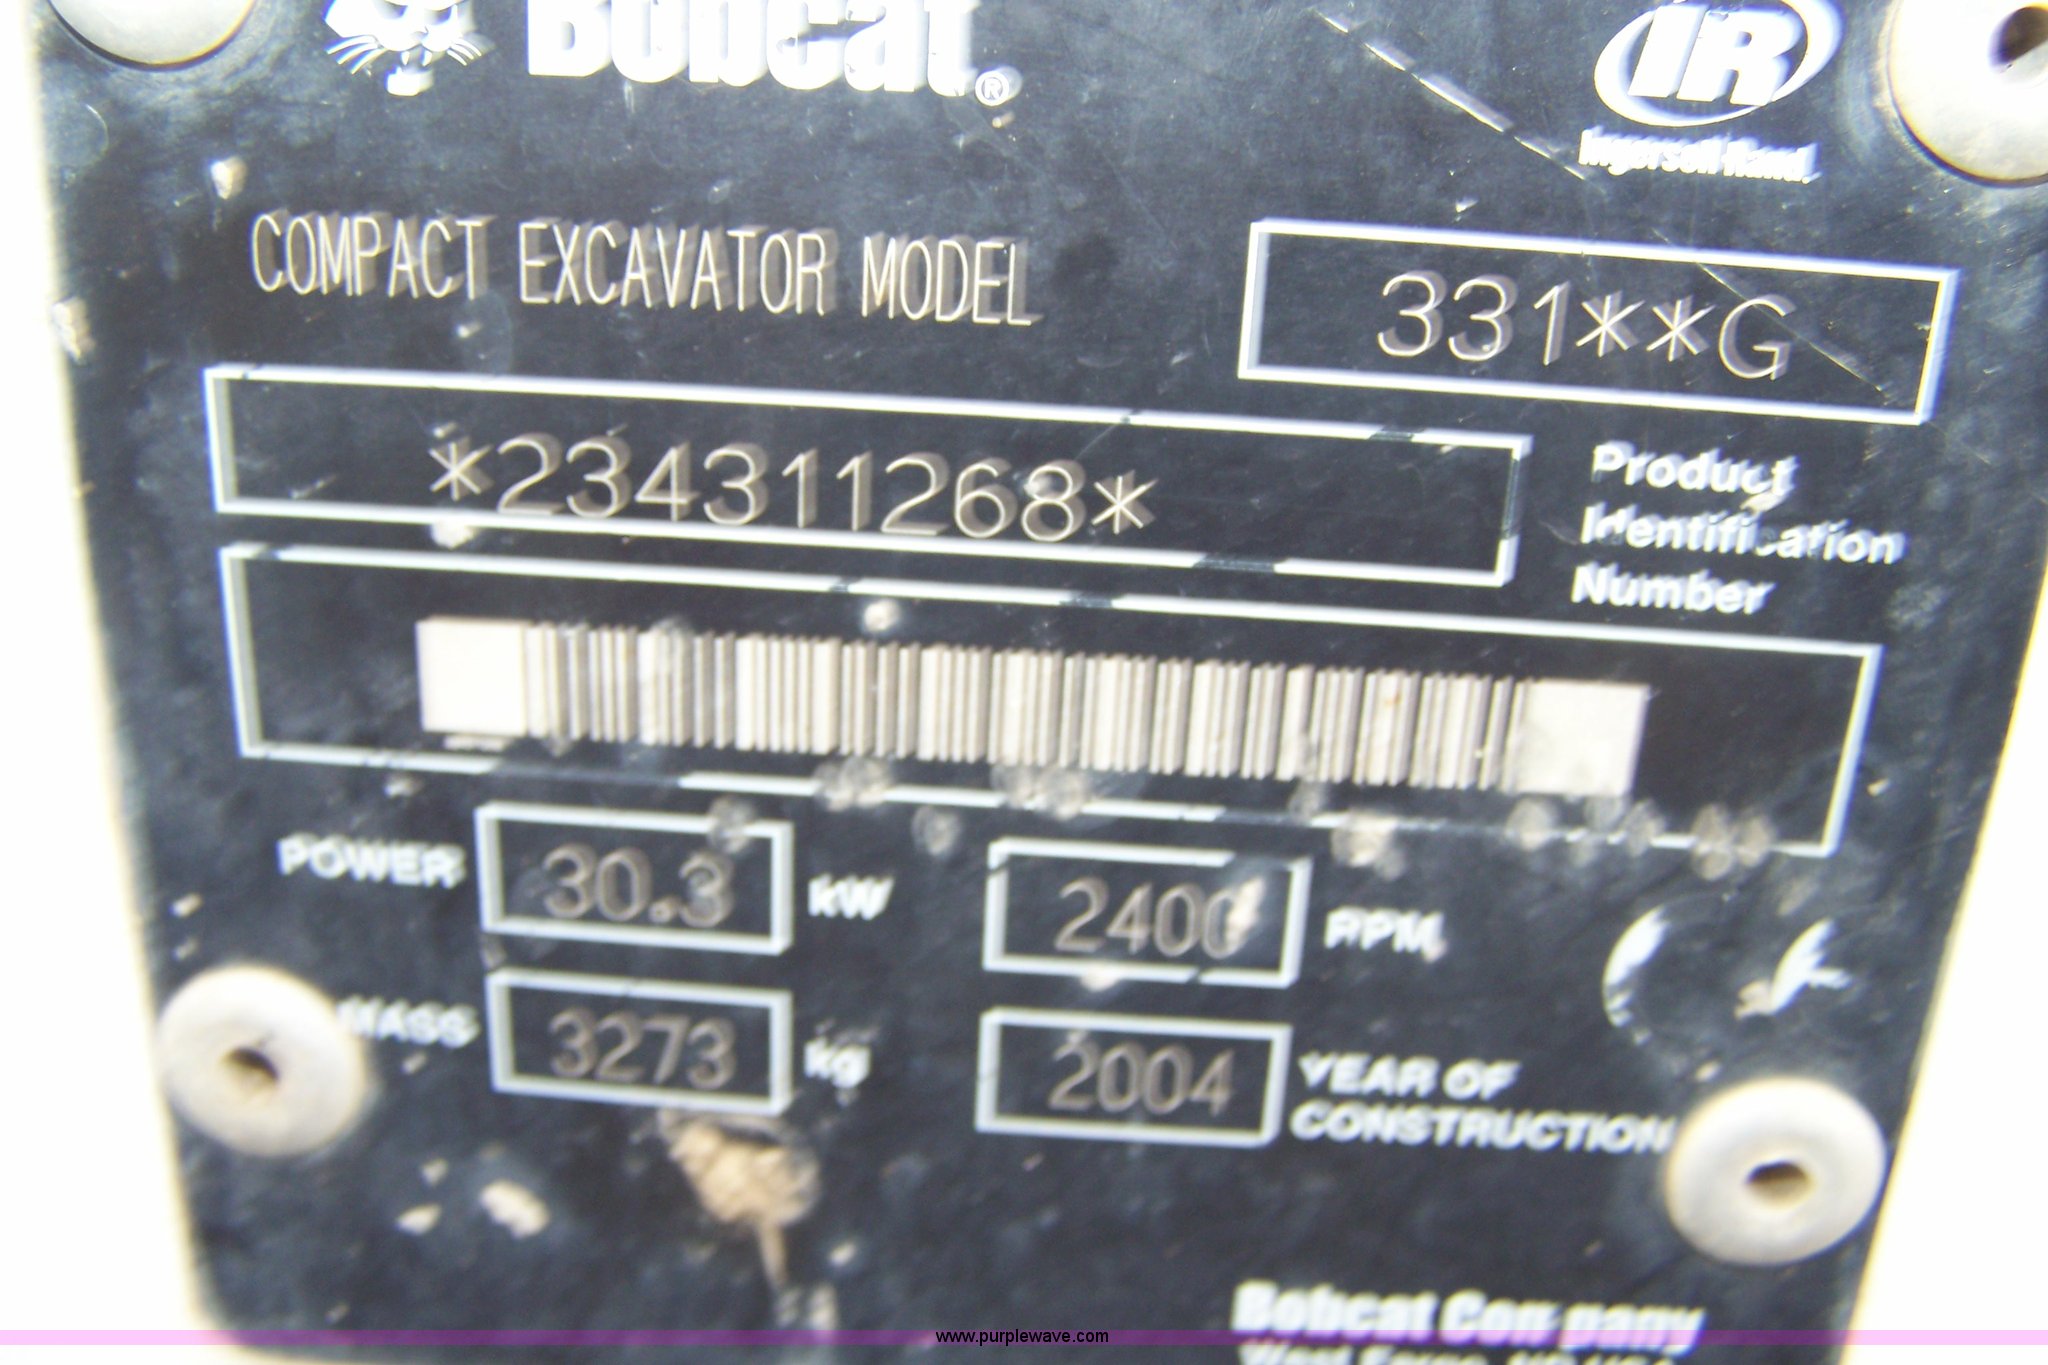 Bobcat®
IR
Ingersoll Rand.
COMPACT EXCAVATOR MODEL 331**G
*234311268*
Product
Identification
Number
POWER 30.3 kW 2400 RPM
MASS 3273 kg 2004 YEAR OF
CONSTRUCTION
CE
Bobcat Company
www.purplewave.com